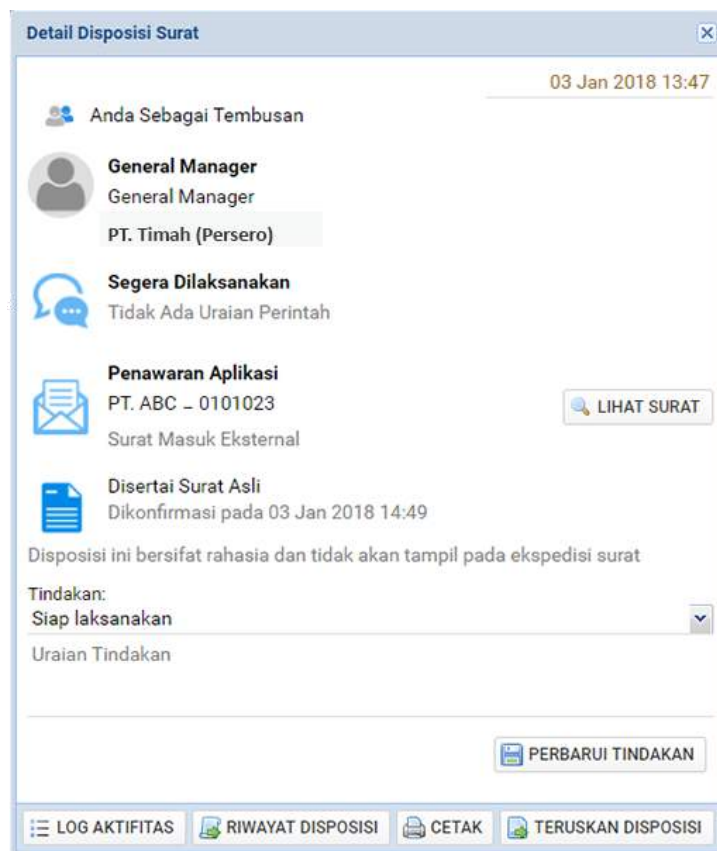 Detail Disposisi Surat
03 Jan 2018 13:47
Anda Sebagai Tembusan
General Manager
General Manager
PT. Timah (Persero)
Segera Dilaksanakan
Tidak Ada Uraian Perintah
Penawaran Aplikasi
PT. ABC – 0101023
LIHAT SURAT
Surat Masuk Eksternal
Disertai Surat Asli
Dikonfirmasi pada 03 Jan 2018 14:49
Disposisi ini bersifat rahasia dan tidak akan tampil pada ekspedisi surat
Tindakan:
Siap laksanakan
Uraian Tindakan
PERBARUI TINDAKAN
LOG AKTIFITAS RIWAYAT DISPOSISI CETAK TERUSKAN DISPOSISI